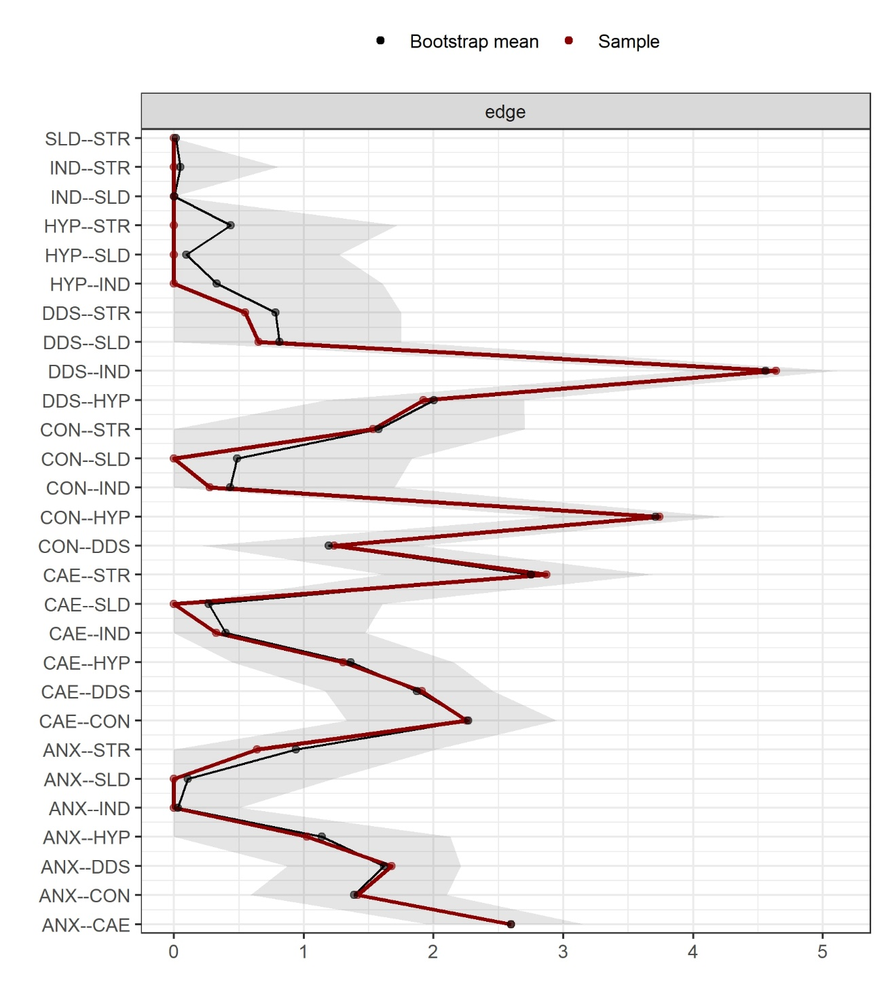 Bootstrap mean Sample
edge
SLD--STR
IND--STR
IND--SLD
HYP--STR
HYP--SLD
HYP--IND
DDS--STR
DDS--SLD
DDS--IND
DDS--HYP
CON--STR
CON--SLD
CON--IND
CON--HYP
CON--DDS
CAE--STR
CAE--SLD
CAE--IND
CAE--HYP
CAE--DDS
CAE--CON
ANX--STR
ANX--SLD
ANX--IND
ANX--HYP
ANX--DDS
ANX--CON
ANX--CAE
0 1 2 3 4 5